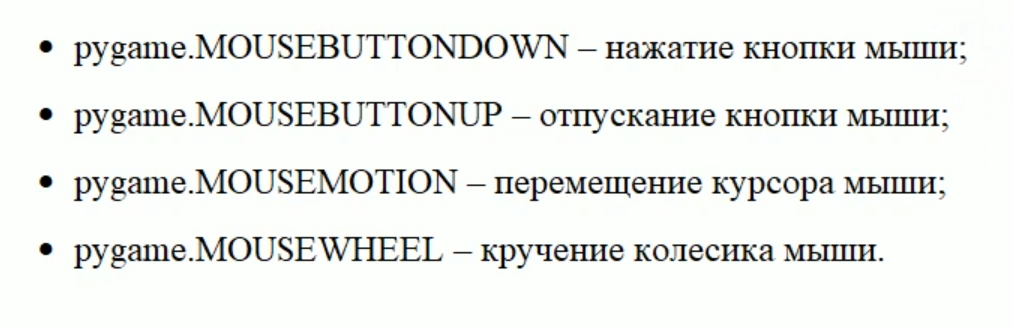 • pygame.MOUSEBUTTONDOWN – нажатие кнопки мыши;
• pygame.MOUSEBUTTONUP – отпускание кнопки мыши;
• pygame.MOUSEMOTION – перемещение курсора мыши;
• pygame.MOUSEWHEEL – кручение колесика мыши.